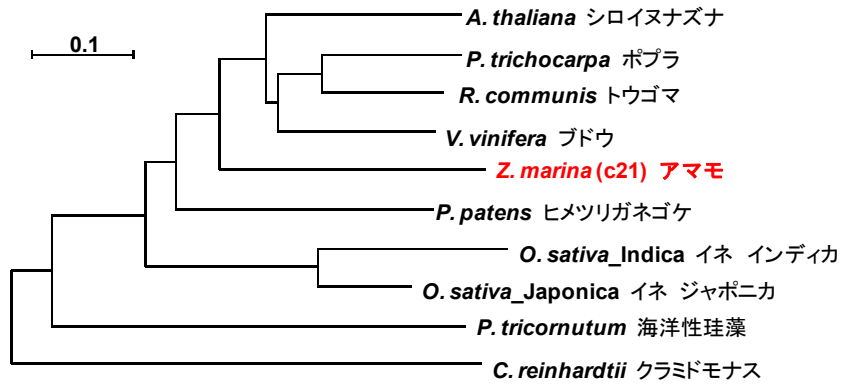 0.1
A. thaliana シロイヌナズナ
P. trichocarpa ポプラ
R. communis トウゴマ
V. vinifera ブドウ
Z. marina (c21) アマモ
P. patens ヒメツリガネゴケ
O. sativa_Indica イネ インディカ
O. sativa_Japonica イネ ジャポニカ
P. tricornutum 海洋性珪藻
C. reinhardtii クラミドモナス